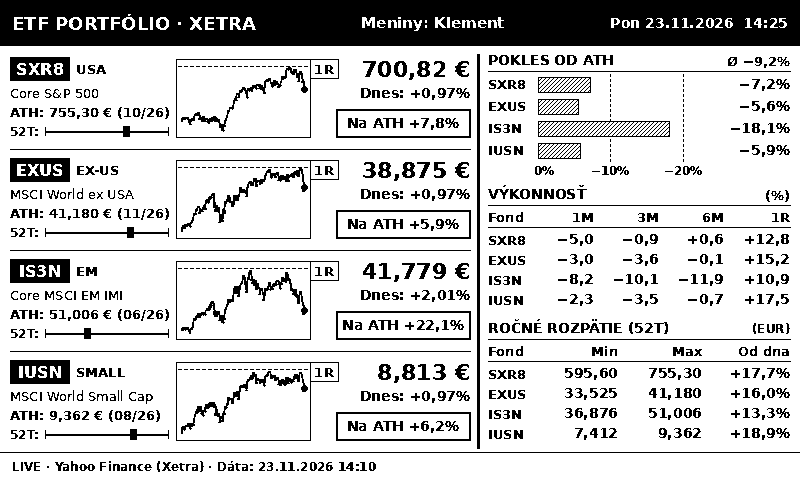 ETF PORTFÓLIO · XETRA
Meniny: Klement
Pon 23.11.2026 14:25
SXR8 USA
Core S&P 500
ATH: 755,30 € (10/26)
52T:
1R
700,82 €
Dnes: +0,97%
Na ATH +7,8%
EXUS EX-US
MSCI World ex USA
ATH: 41,180 € (11/26)
52T:
1R
38,875 €
Dnes: +0,97%
Na ATH +5,9%
IS3N EM
Core MSCI EM IMI
ATH: 51,006 € (06/26)
52T:
1R
41,779 €
Dnes: +2,01%
Na ATH +22,1%
IUSN SMALL
MSCI World Small Cap
ATH: 9,362 € (08/26)
52T:
1R
8,813 €
Dnes: +0,97%
Na ATH +6,2%
POKLES OD ATH Ø −9,2%
SXR8 −7,2%
EXUS −5,6%
IS3N −18,1%
IUSN −5,9%
0% −10% −20%
VÝKONNOSŤ (%)
Fond 1M 3M 6M 1R
SXR8 −5,0 −0,9 +0,6 +12,8
EXUS −3,0 −3,6 −0,1 +15,2
IS3N −8,2 −10,1 −11,9 +10,9
IUSN −2,3 −3,5 −0,7 +17,5
ROČNÉ ROZPÄTIE (52T) (EUR)
Fond Min Max Od dna
SXR8 595,60 755,30 +17,7%
EXUS 33,525 41,180 +16,0%
IS3N 36,876 51,006 +13,3%
IUSN 7,412 9,362 +18,9%
LIVE · Yahoo Finance (Xetra) · Dáta: 23.11.2026 14:10